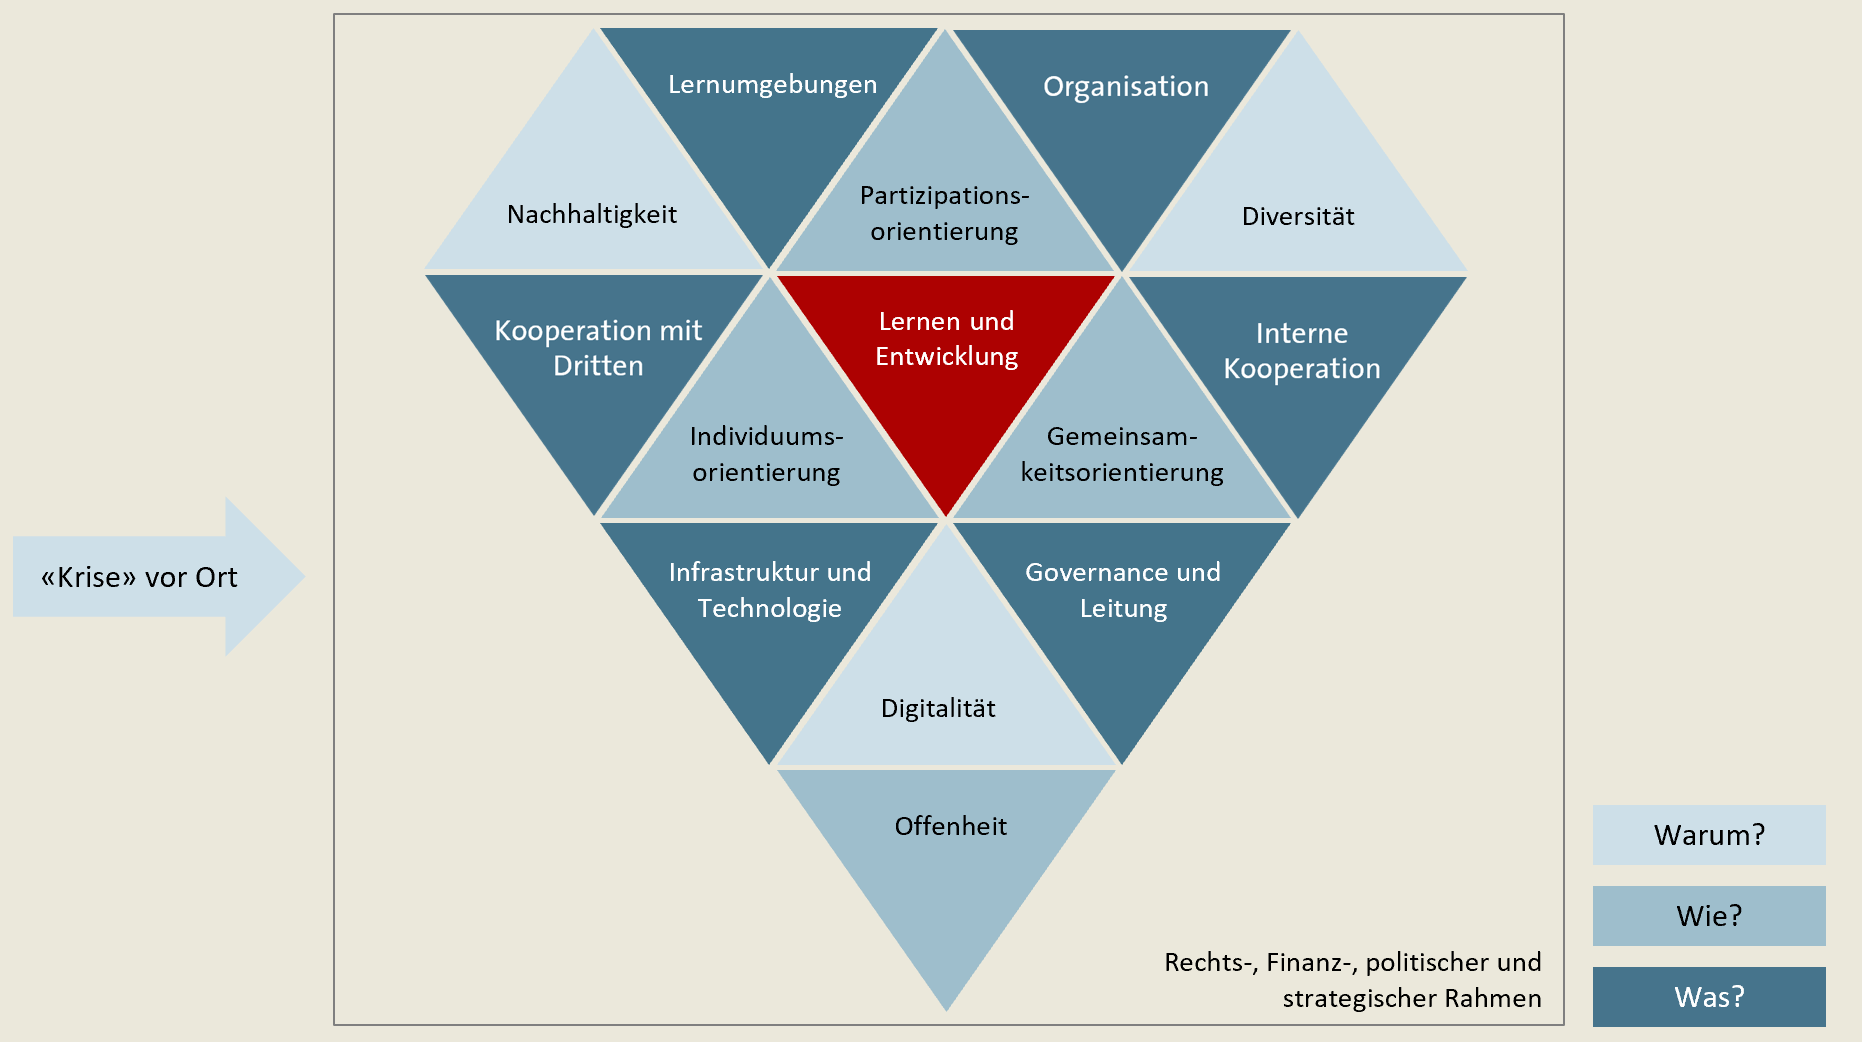 Lernumgebungen
Organisation
Nachhaltigkeit
Partizipations-
orientierung
Diversität
Kooperation mit
Dritten
Lernen und
Entwicklung
Interne
Kooperation
Individuums-
orientierung
Gemeinsam-
keitsorientierung
«Krise» vor Ort
Infrastruktur und
Technologie
Governance und
Leitung
Digitalität
Offenheit
Rechts-, Finanz-, politischer und
strategischer Rahmen
Warum?
Wie?
Was?